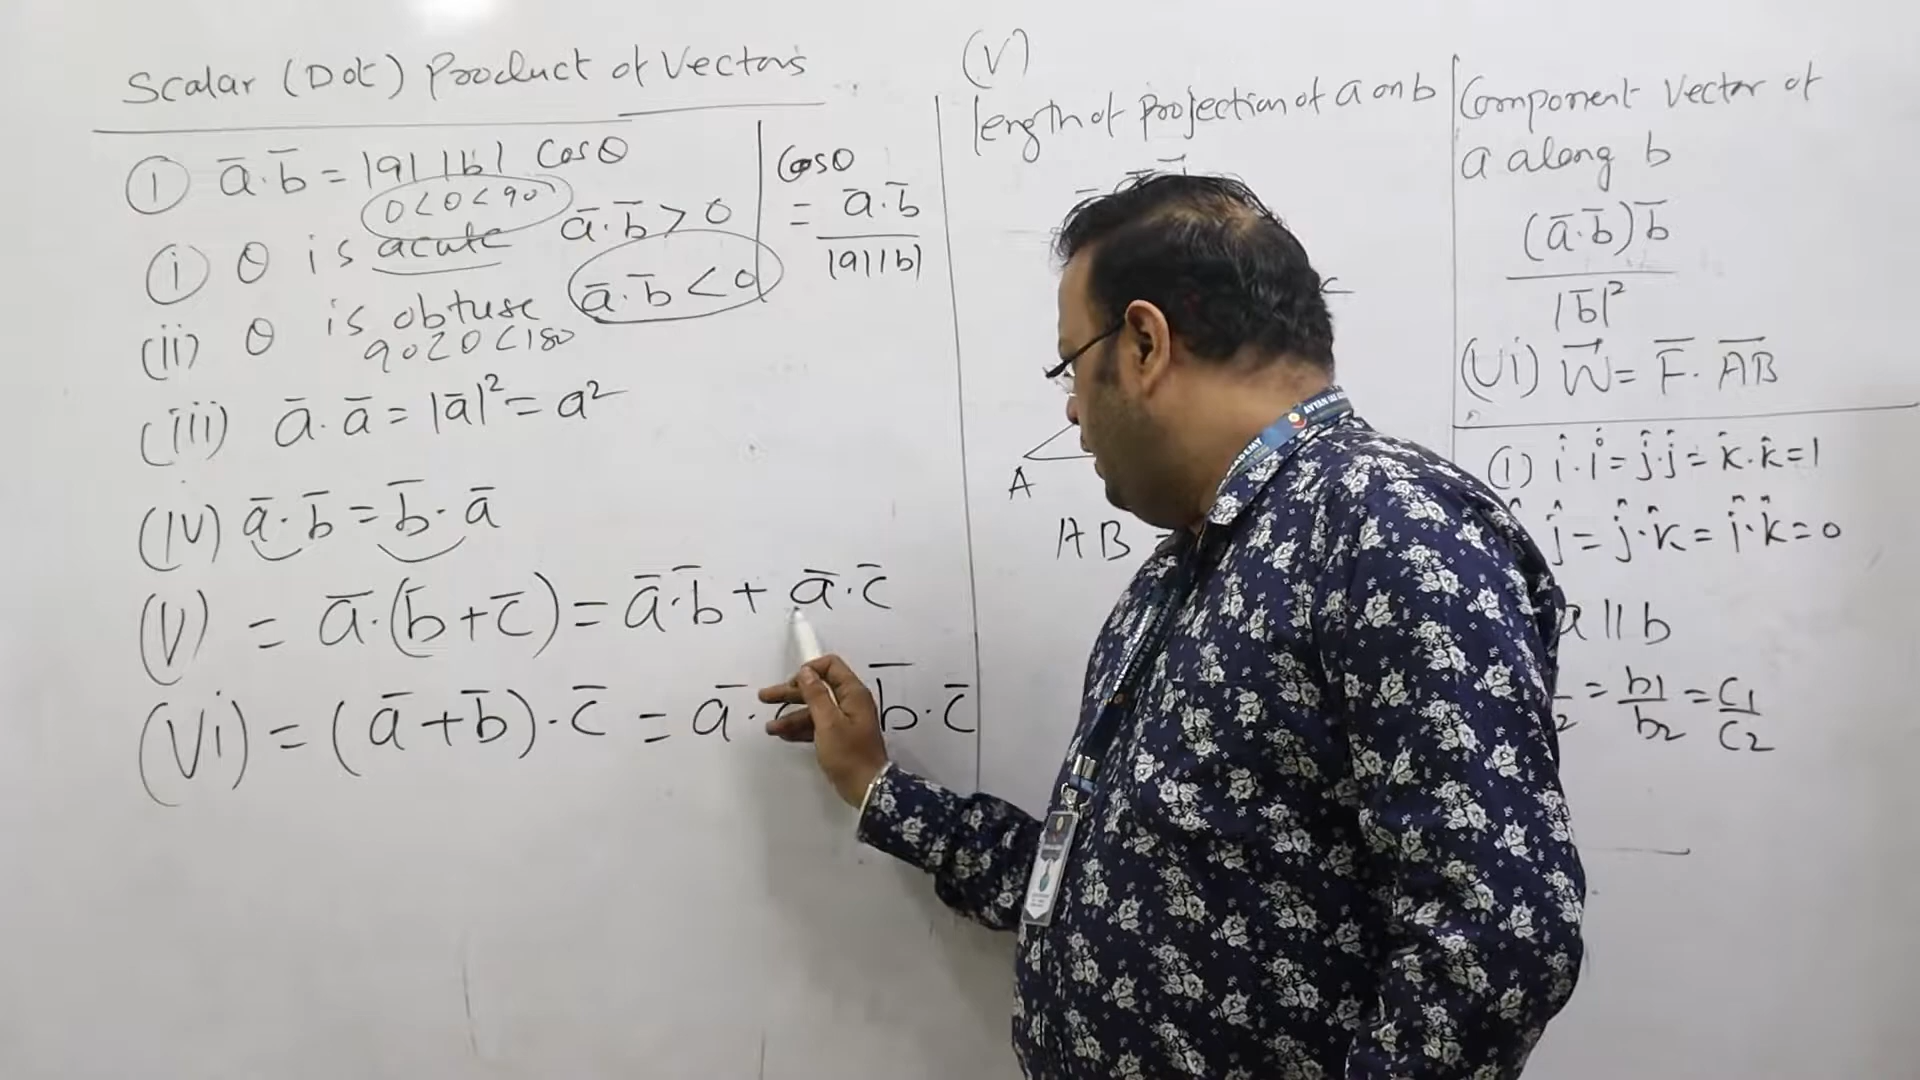 Scalar (Dot) Product of Vectors
① a̅·b̅ = |a||b| Cosθ
0<θ<90°
ⓘ θ is acute a̅·b̅ > 0
(ii) θ is obtuse a̅·b̅ < 0
90<θ<180
(iii) a̅·a̅ = |a̅|² = a²
(iv) a̅·b̅ = b̅·a̅
(V) = a̅·(b̅+c̅) = a̅·b̅ + a̅·c̅
(Vi) = (a̅+b̅)·c̅ = a̅· b̅·c̅
Cosθ
= a̅·b̅
|a||b|
(V)
length of projection of a on b
A
AB =
Component vector of
a along b
(a̅·b̅)b̅
|b̅|²
(Vi) W⃗ = F̅·A̅B̅
(1) î·î = ĵ·ĵ = k̂·k̂ = 1
ĵ = ĵ·k̂ = î·k̂ = 0
a || b
= b1/b2 = c1/c2